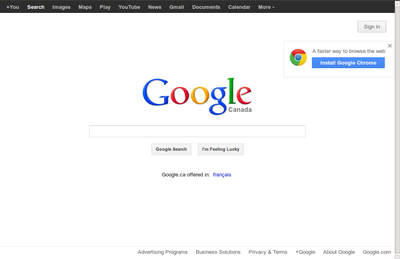 +You Search Images Maps Play YouTube News Gmail Documents Calendar More
Sign in
A faster way to browse the web
Install Google Chrome
Google
Canada
Google Search I'm Feeling Lucky
Google.ca offered in: français
Advertising Programs Business Solutions Privacy & Terms +Google About Google Google.com